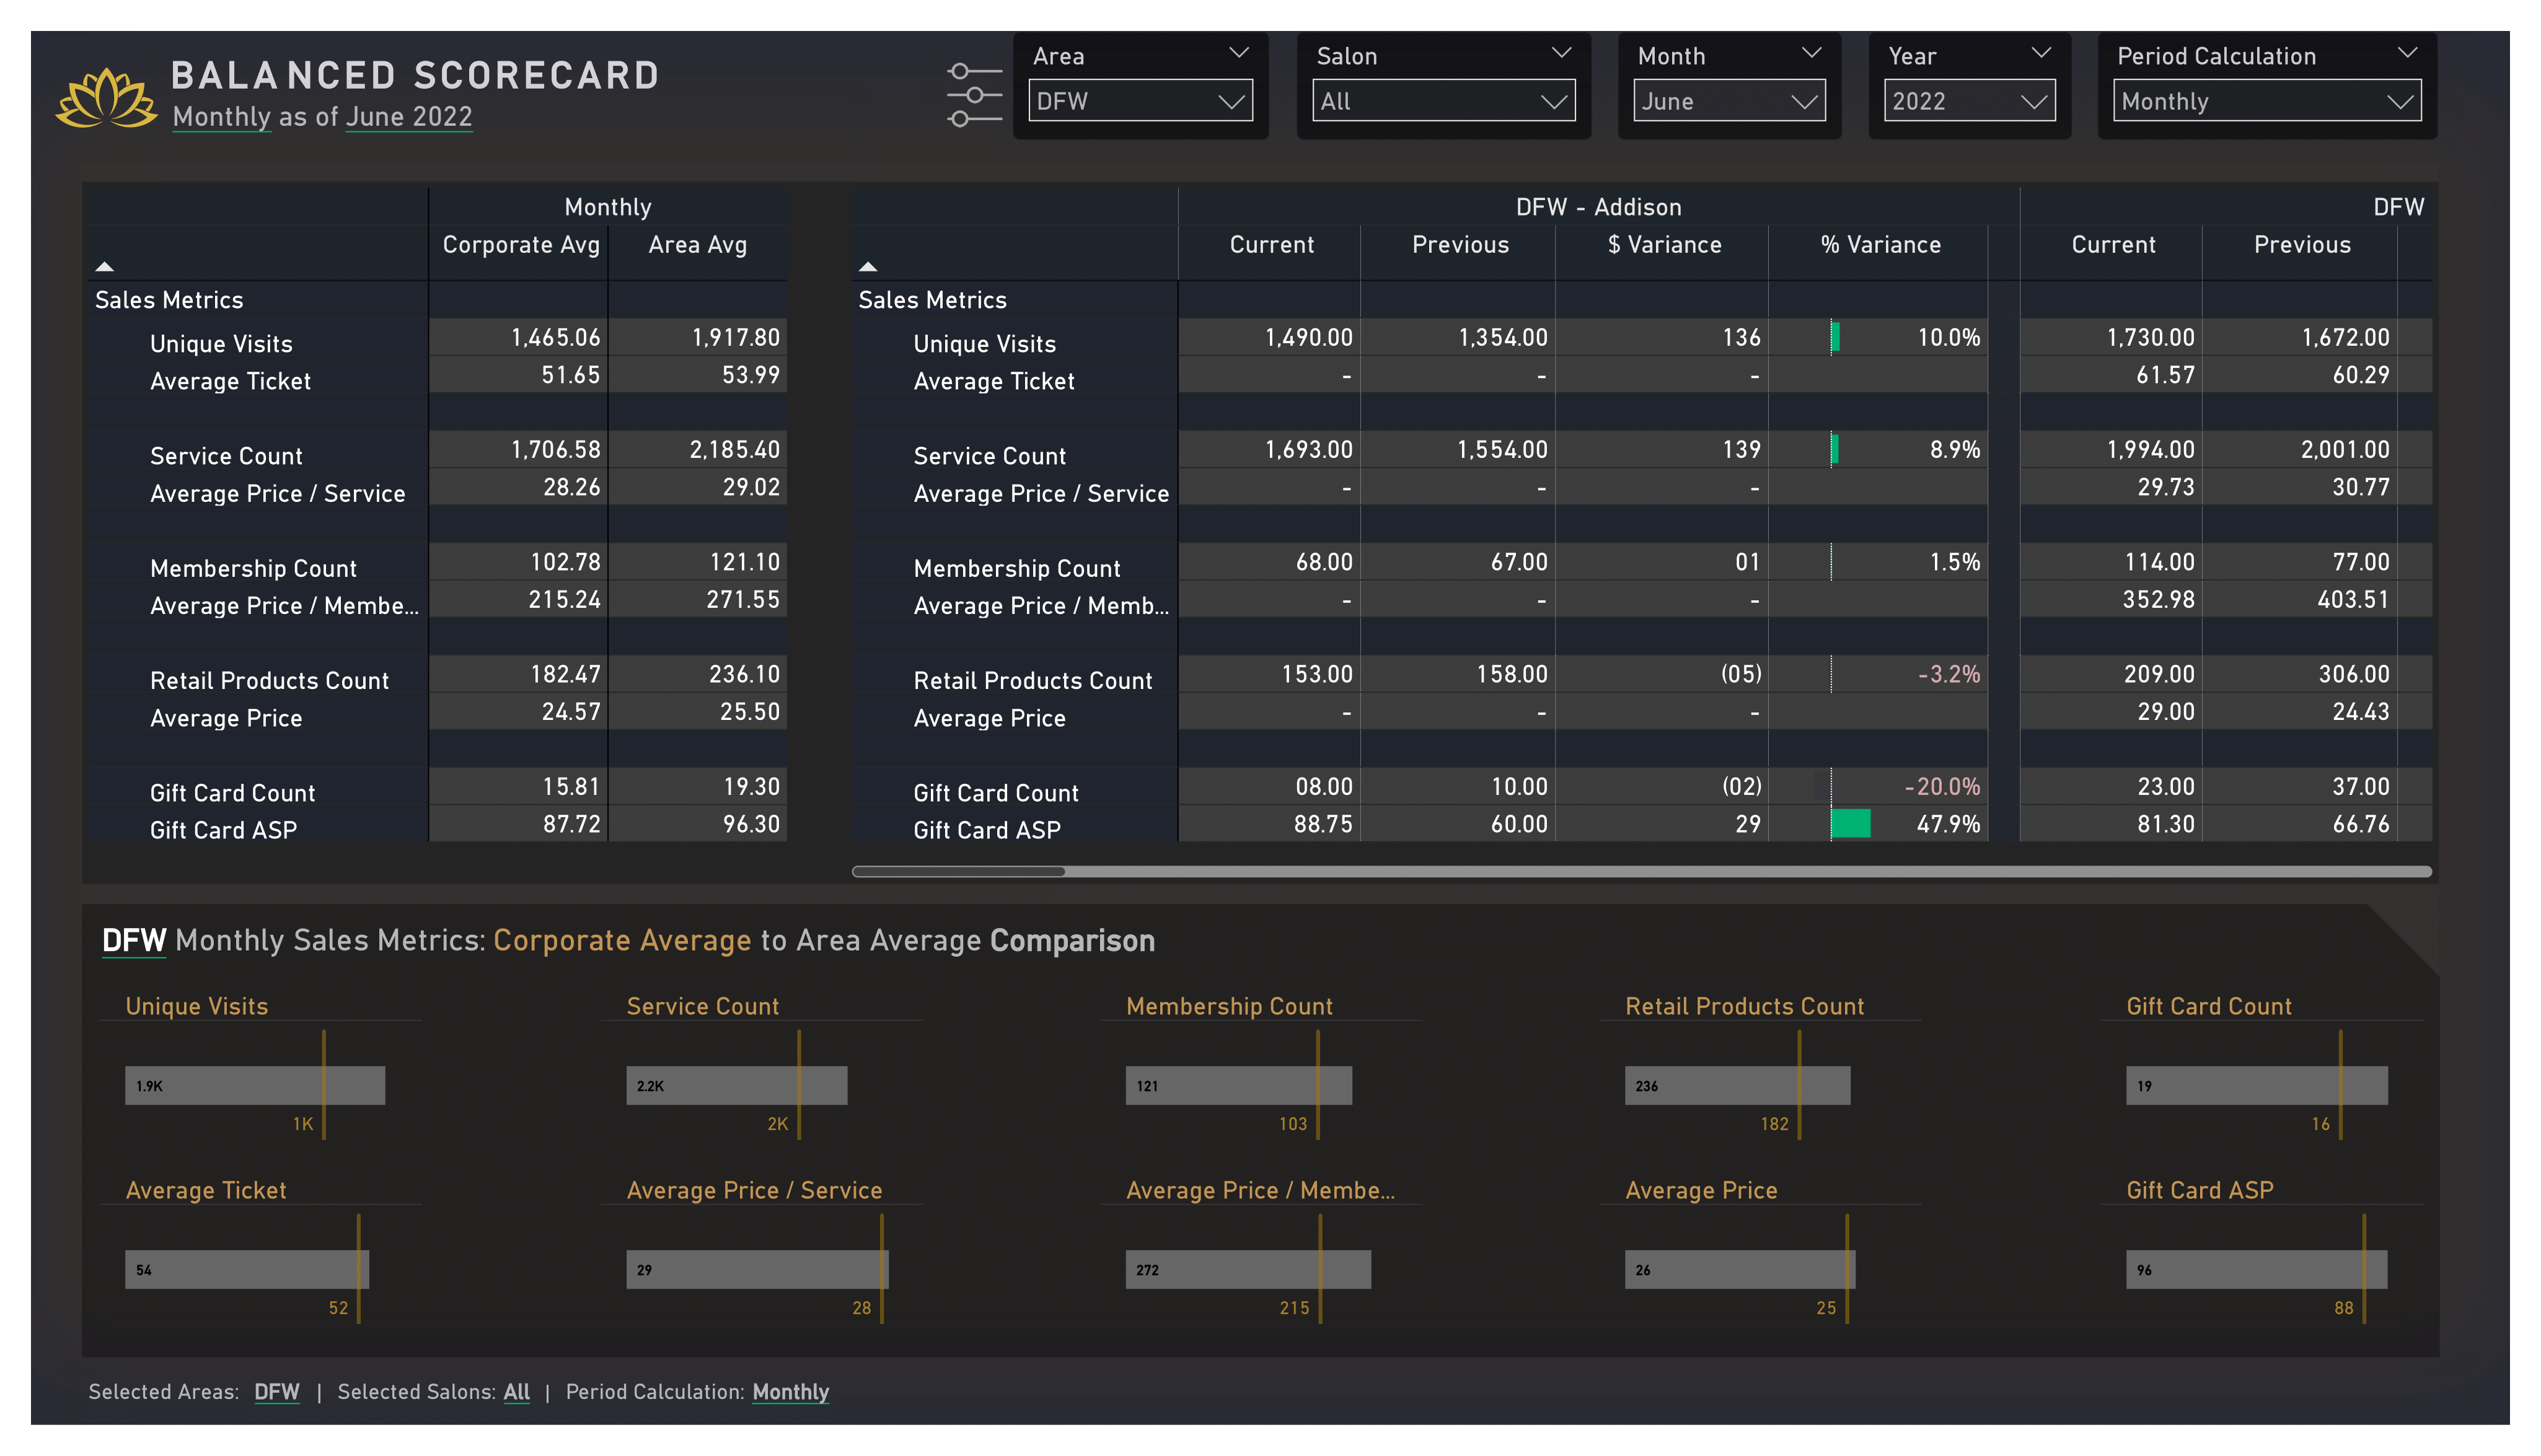 BALANCED SCORECARD
Monthly as of June 2022
Area
DFW
Salon
All
Month
June
Year
2022
Period Calculation
Monthly
Monthly
Corporate Avg Area Avg
Sales Metrics
Unique Visits 1,465.06 1,917.80
Average Ticket 51.65 53.99
Service Count 1,706.58 2,185.40
Average Price / Service 28.26 29.02
Membership Count 102.78 121.10
Average Price / Membe... 215.24 271.55
Retail Products Count 182.47 236.10
Average Price 24.57 25.50
Gift Card Count 15.81 19.30
Gift Card ASP 87.72 96.30
DFW - Addison DFW
Current Previous $ Variance % Variance Current Previous
Sales Metrics
Unique Visits 1,490.00 1,354.00 136 10.0% 1,730.00 1,672.00
Average Ticket - - - 61.57 60.29
Service Count 1,693.00 1,554.00 139 8.9% 1,994.00 2,001.00
Average Price / Service - - - 29.73 30.77
Membership Count 68.00 67.00 01 1.5% 114.00 77.00
Average Price / Memb... - - - 352.98 403.51
Retail Products Count 153.00 158.00 (05) -3.2% 209.00 306.00
Average Price - - - 29.00 24.43
Gift Card Count 08.00 10.00 (02) -20.0% 23.00 37.00
Gift Card ASP 88.75 60.00 29 47.9% 81.30 66.76
DFW Monthly Sales Metrics: Corporate Average to Area Average Comparison
Unique Visits
1.9K
1K
Service Count
2.2K
2K
Membership Count
121
103
Retail Products Count
236
182
Gift Card Count
19
16
Average Ticket
54
52
Average Price / Service
29
28
Average Price / Membe...
272
215
Average Price
26
25
Gift Card ASP
96
88
Selected Areas: DFW | Selected Salons: All | Period Calculation: Monthly